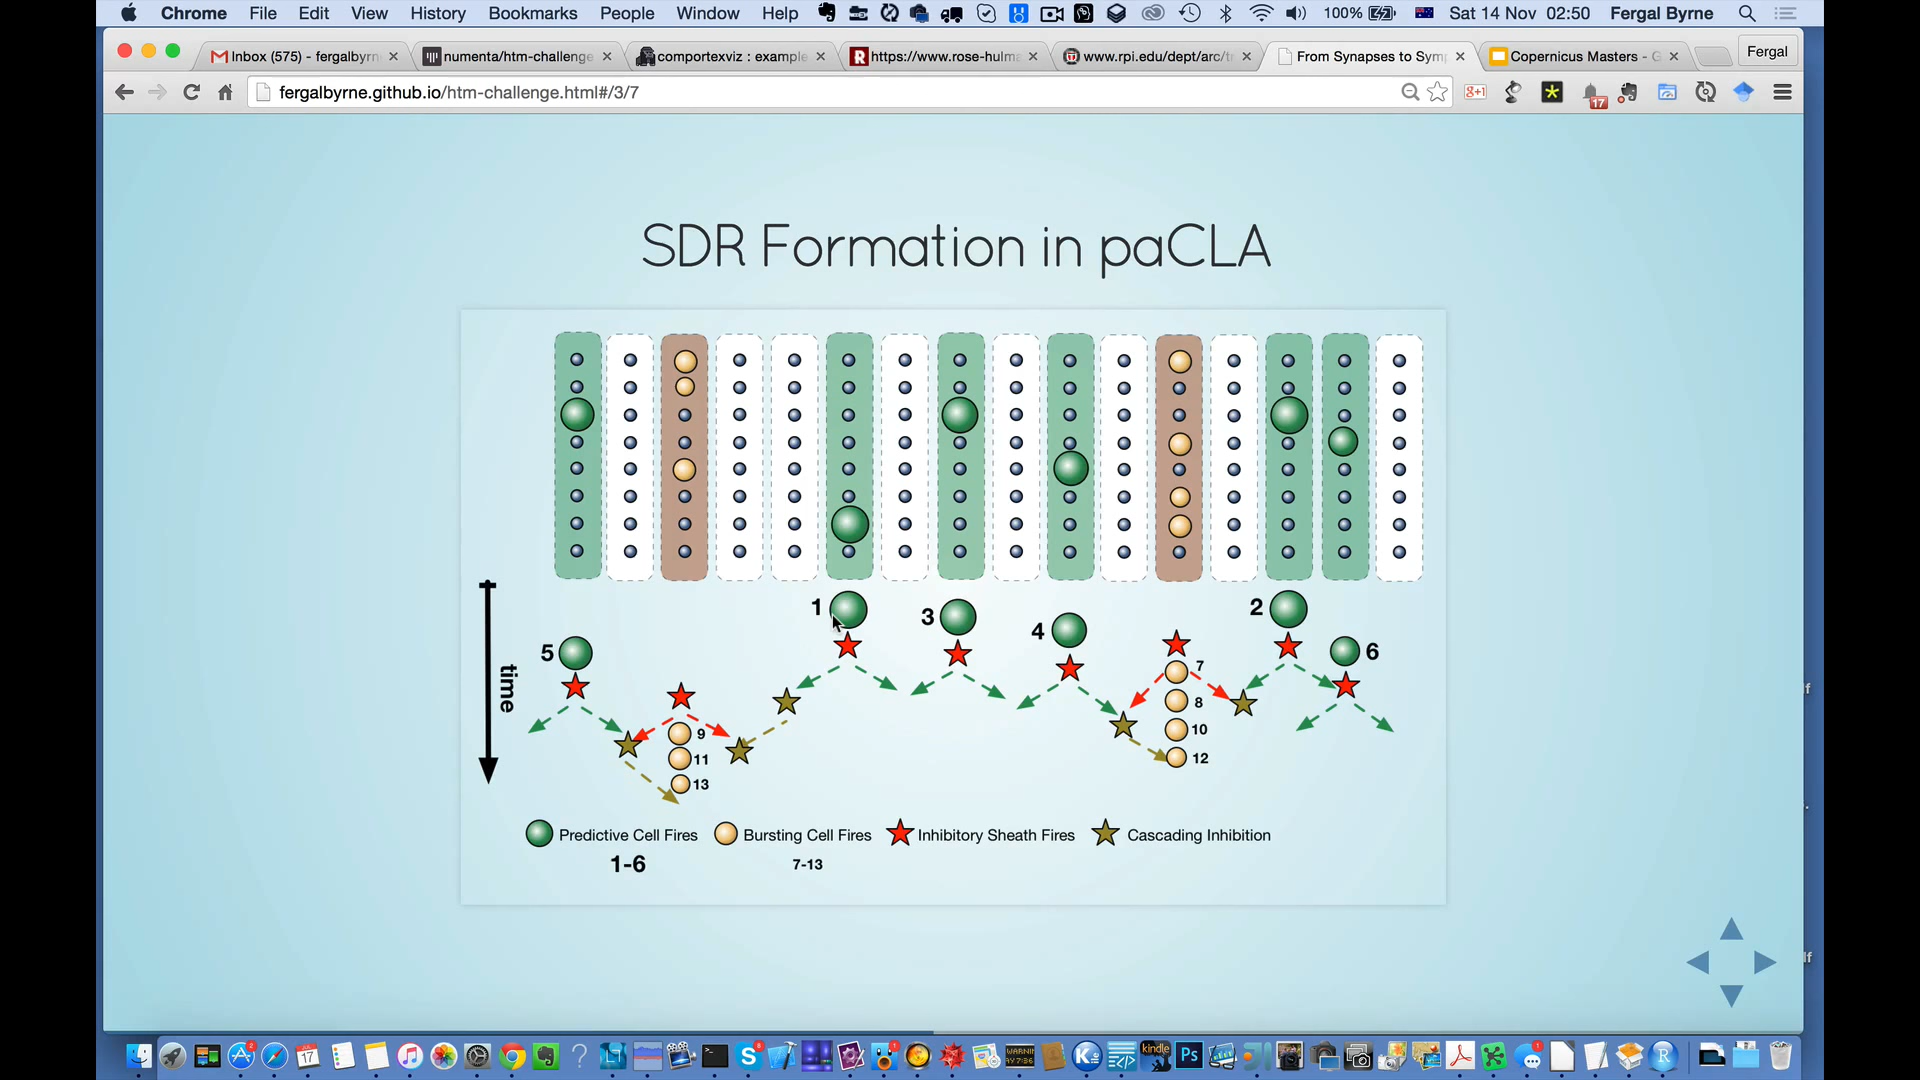 Chrome File Edit View History Bookmarks People Window Help 100% Sat 14 Nov 02:50 Fergal Byrne
Inbox (575) - fergalbyrn numenta/htm-challenge comportexviz : example https://www.rose-hulma www.rpi.edu/dept/arc/tr From Synapses to Symp Copernicus Masters - G Fergal
fergalbyrne.github.io/htm-challenge.html#/3/7
17
SDR Formation in paCLA
1 3 4 2
5 6
7
8
9 10
11 12
13
time
Predictive Cell Fires Bursting Cell Fires Inhibitory Sheath Fires Cascading Inhibition
1-6 7-13